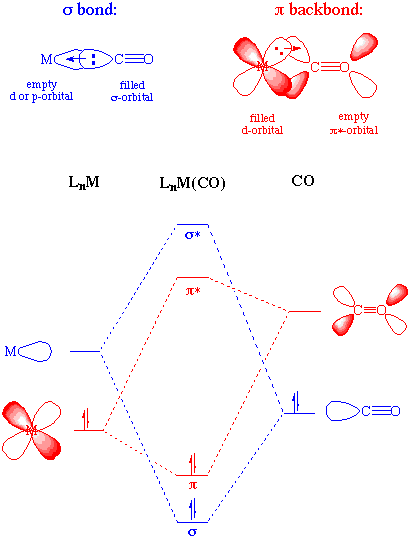 σ bond:
π backbond:
M C≡O
M C≡O
empty filled
d or p-orbital σ-orbital
filled empty
d-orbital π*-orbital
LnM LnM(CO) CO
σ*
π*
C≡O
M
C≡O
M
π
σ